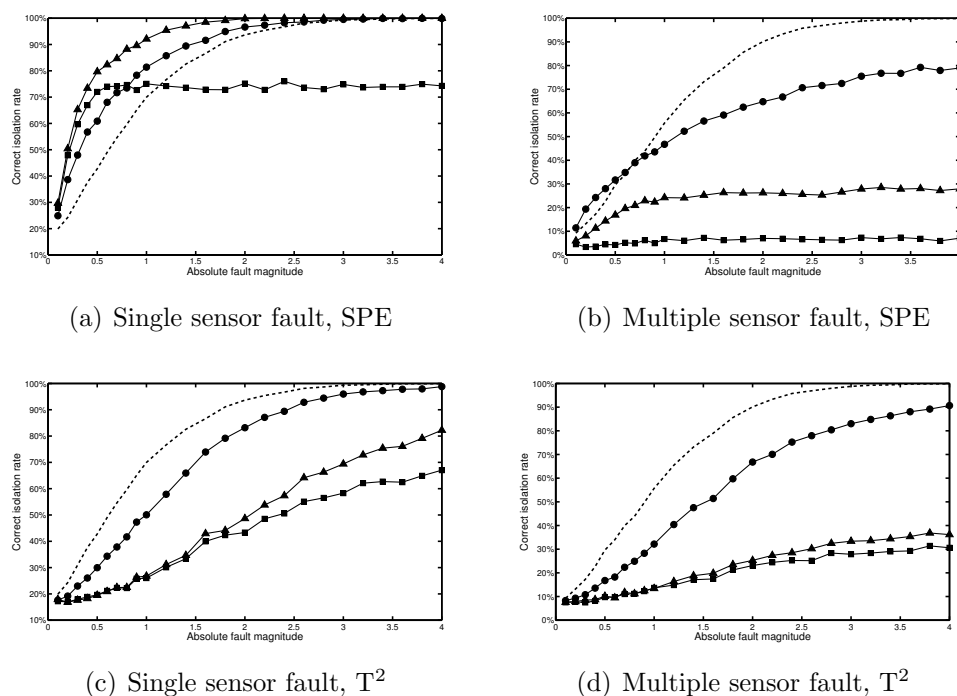 Correct isolation rate
100%
90%
80%
70%
60%
50%
40%
30%
20%
10%
0 0.5 1 1.5 2 2.5 3 3.5 4
Absolute fault magnitude
(a) Single sensor fault, SPE
Correct isolation rate
100%
90%
80%
70%
60%
50%
40%
30%
20%
10%
0%
0 0.5 1 1.5 2 2.5 3 3.5
Absolute fault magnitude
(b) Multiple sensor fault, SPE
Correct isolation rate
100%
90%
80%
70%
60%
50%
40%
30%
20%
10%
0 0.5 1 1.5 2 2.5 3 3.5 4
Absolute fault magnitude
(c) Single sensor fault, T²
Correct isolation rate
100%
90%
80%
70%
60%
50%
40%
30%
20%
10%
0%
0 0.5 1 1.5 2 2.5 3 3.5 4
Absolute fault magnitude
(d) Multiple sensor fault, T²